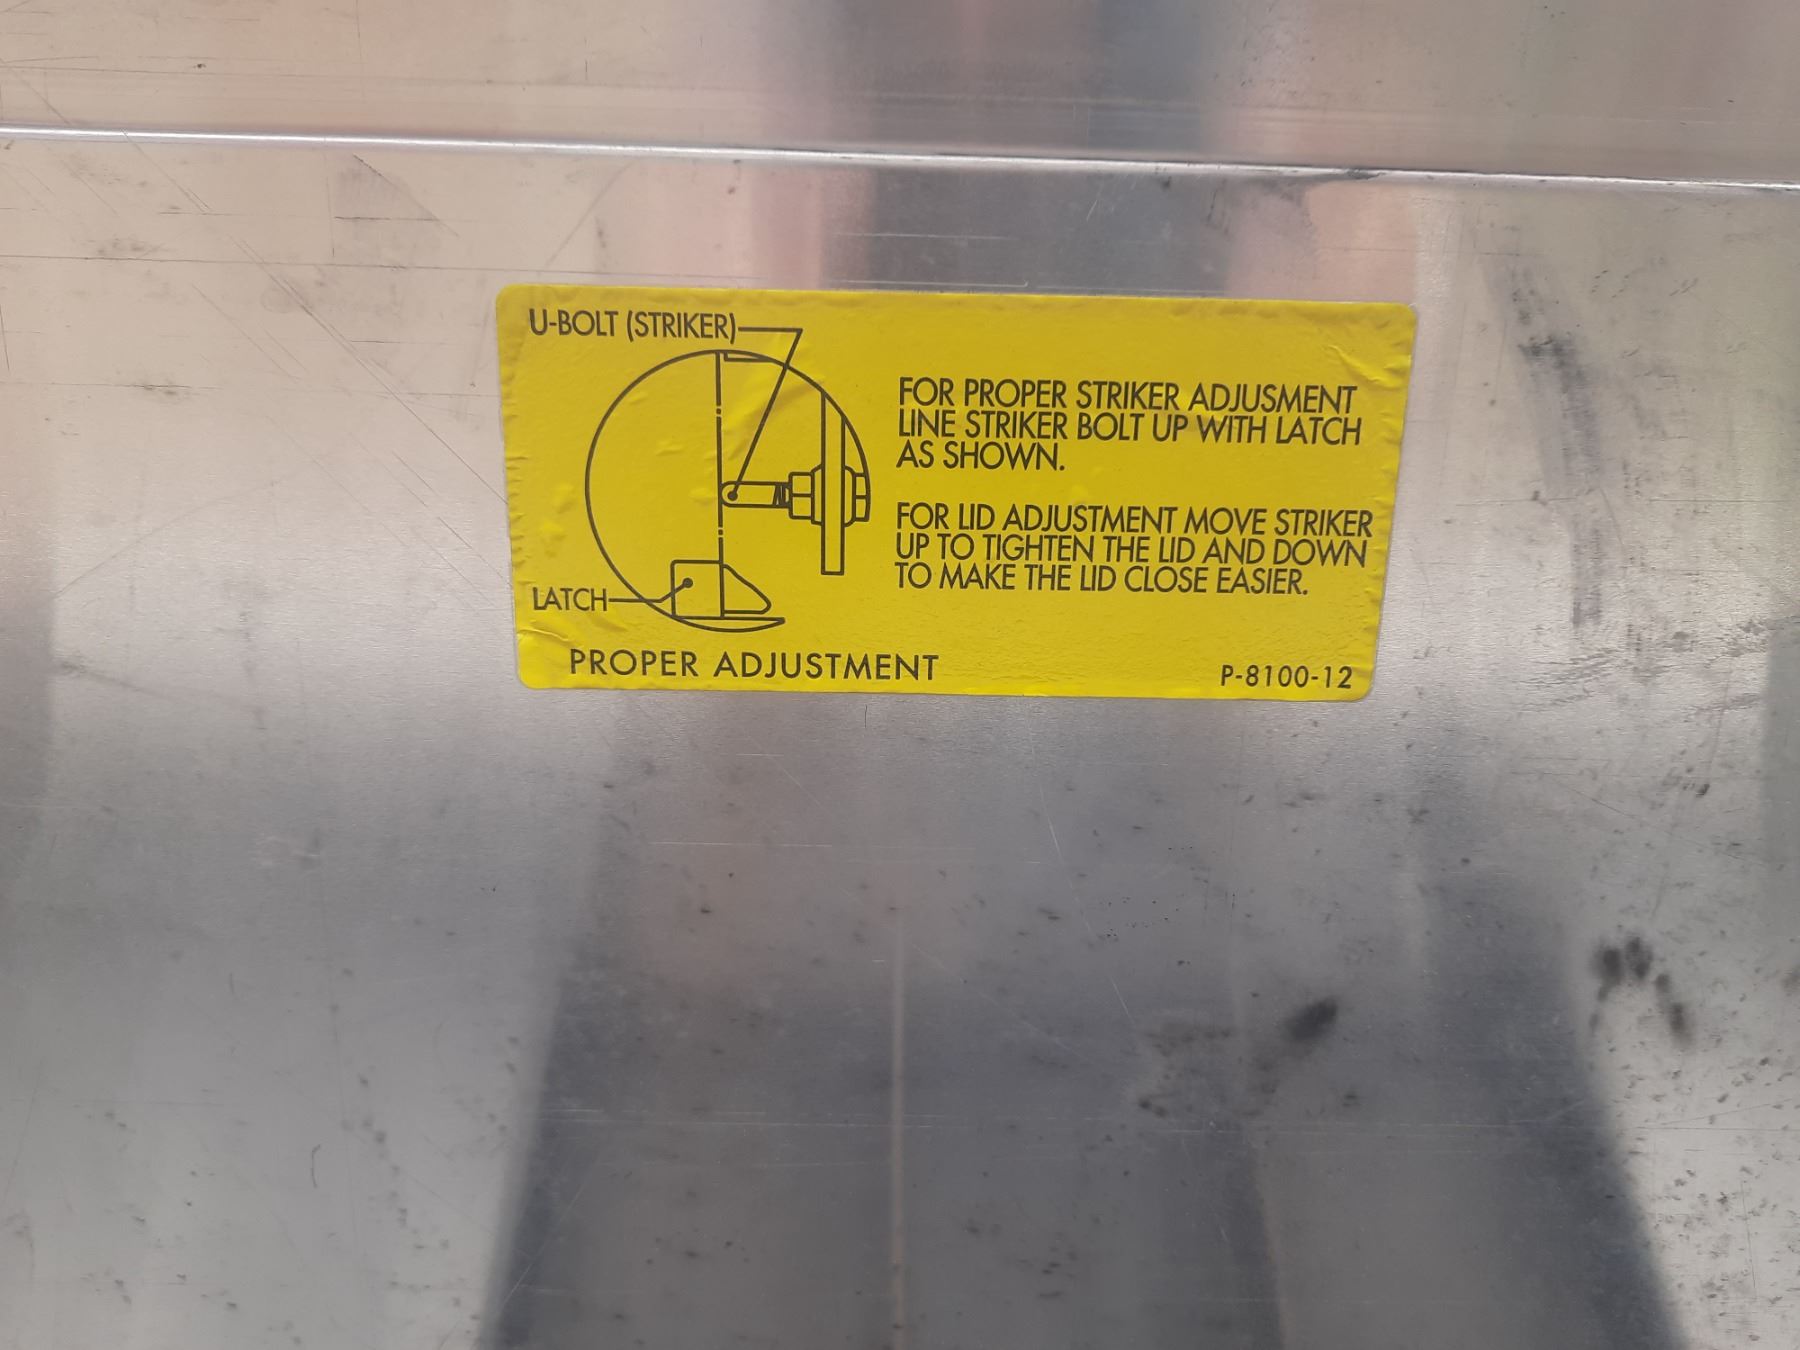 U-BOLT (STRIKER)
FOR PROPER STRIKER ADJUSMENT
LINE STRIKER BOLT UP WITH LATCH
AS SHOWN.
FOR LID ADJUSTMENT MOVE STRIKER
UP TO TIGHTEN THE LID AND DOWN
TO MAKE THE LID CLOSE EASIER.
LATCH
PROPER ADJUSTMENT
P-8100-12